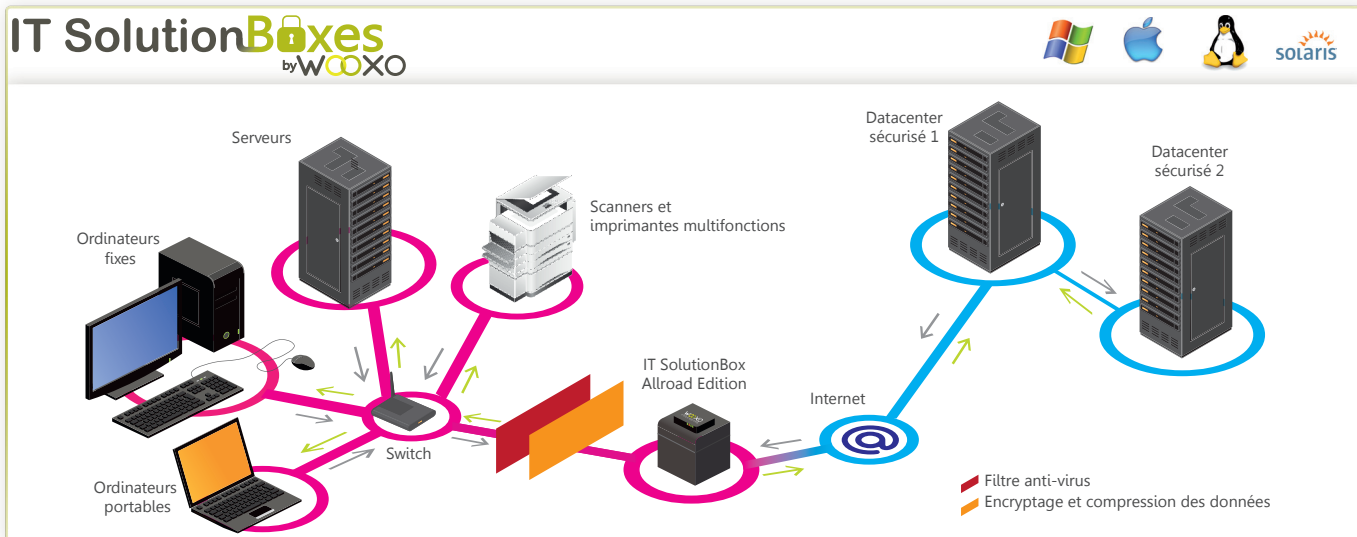 IT SolutionBoxes
by WOOXO
solaris
Serveurs
Scanners et
imprimantes multifonctions
Ordinateurs
fixes
Datacenter
sécurisé 1
Datacenter
sécurisé 2
IT SolutionBox
Allroad Edition
Internet
@
Switch
WOOXO
Ordinateurs
portables
Filtre anti-virus
Encryptage et compression des données